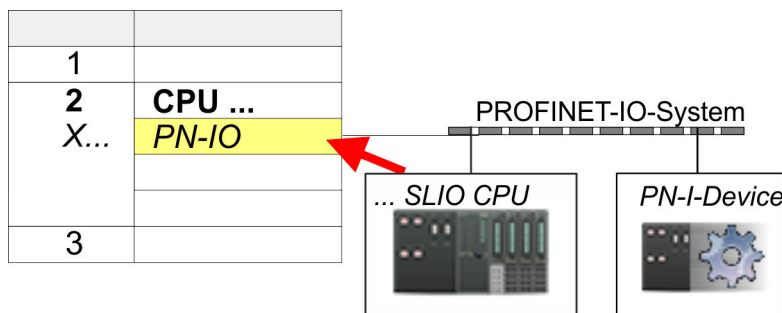 1
2 CPU ...
X... PN-IO
3
PROFINET-IO-System
... SLIO CPU
PN-I-Device